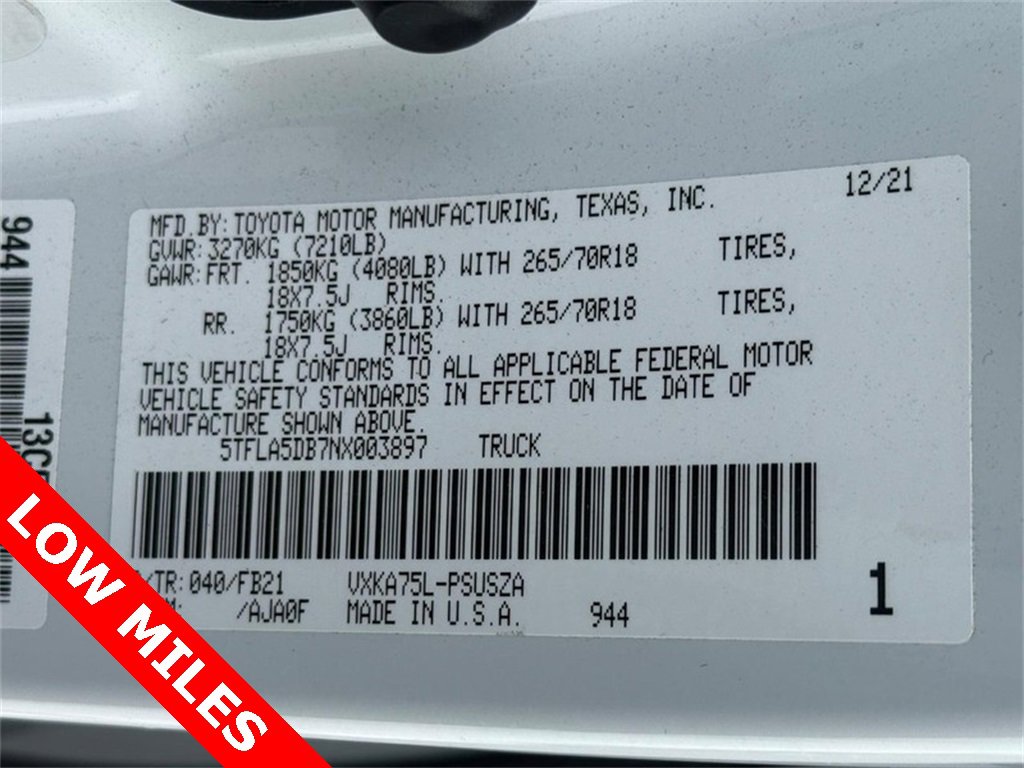 12/21
MFD.BY:TOYOTA MOTOR MANUFACTURING, TEXAS, INC.
GVWR:3270KG (7210LB)
GAWR:FRT. 1850KG (4080LB) WITH 265/70R18 TIRES,
18X7.5J RIMS.
RR. 1750KG (3860LB) WITH 265/70R18 TIRES,
18X7.5J RIMS.
THIS VEHICLE CONFORMS TO ALL APPLICABLE FEDERAL MOTOR
VEHICLE SAFETY STANDARDS IN EFFECT ON THE DATE OF
MANUFACTURE SHOWN ABOVE.
5TFLA5DB7NX003897 TRUCK
/TR:040/FB21 VXKA75L-PSUSZA
/AJA0F MADE IN U.S.A. 944
1
944
LOW MILES